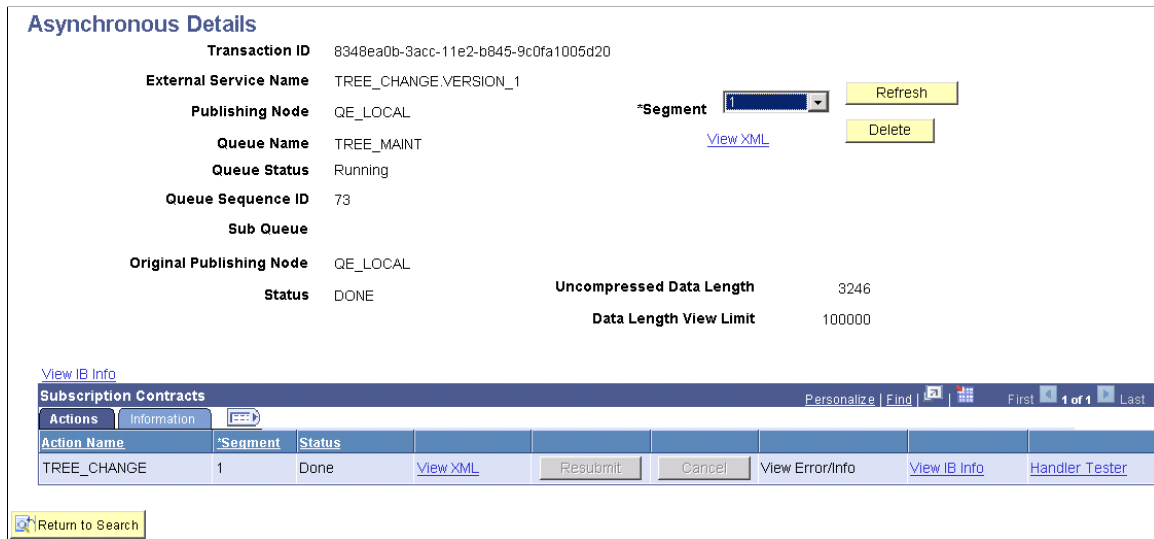 Asynchronous Details
Transaction ID 8348ea0b-3acc-11e2-b845-9c0fa1005d20
External Service Name TREE_CHANGE.VERSION_1
Publishing Node QE_LOCAL *Segment 1 Refresh
Queue Name TREE_MAINT View XML Delete
Queue Status Running
Queue Sequence ID 73
Sub Queue
Original Publishing Node QE_LOCAL
Status DONE Uncompressed Data Length 3246
Data Length View Limit 100000
View IB Info
Subscription Contracts Personalize | Find | | First 1 of 1 Last
Actions Information
Action Name *Segment Status
TREE_CHANGE 1 Done View XML Resubmit Cancel View Error/Info View IB Info Handler Tester
Return to Search